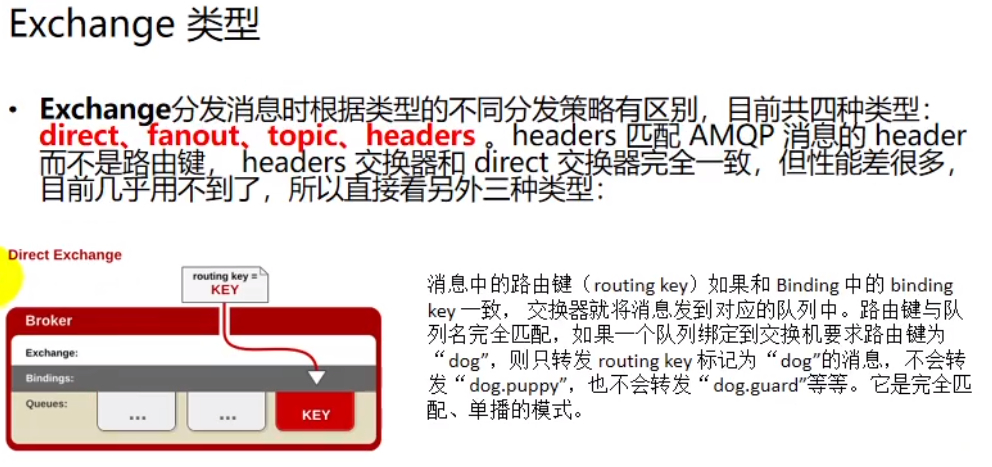 Exchange 类型
• Exchange分发消息时根据类型的不同分发策略有区别，目前共四种类型：
direct、fanout、topic、headers 。headers 匹配 AMQP 消息的 header
而不是路由键， headers 交换器和 direct 交换器完全一致，但性能差很多，
目前几乎用不到了，所以直接看另外三种类型：
Direct Exchange
routing key =
KEY
Broker
Exchange:
Bindings:
Queues:
... ... KEY
消息中的路由键（routing key）如果和 Binding 中的 binding
key 一致， 交换器就将消息发到对应的队列中。路由键与队
列名完全匹配，如果一个队列绑定到交换机要求路由键为
“dog”，则只转发 routing key 标记为“dog”的消息，不会转
发“dog.puppy”，也不会转发“dog.guard”等等。它是完全匹
配、单播的模式。